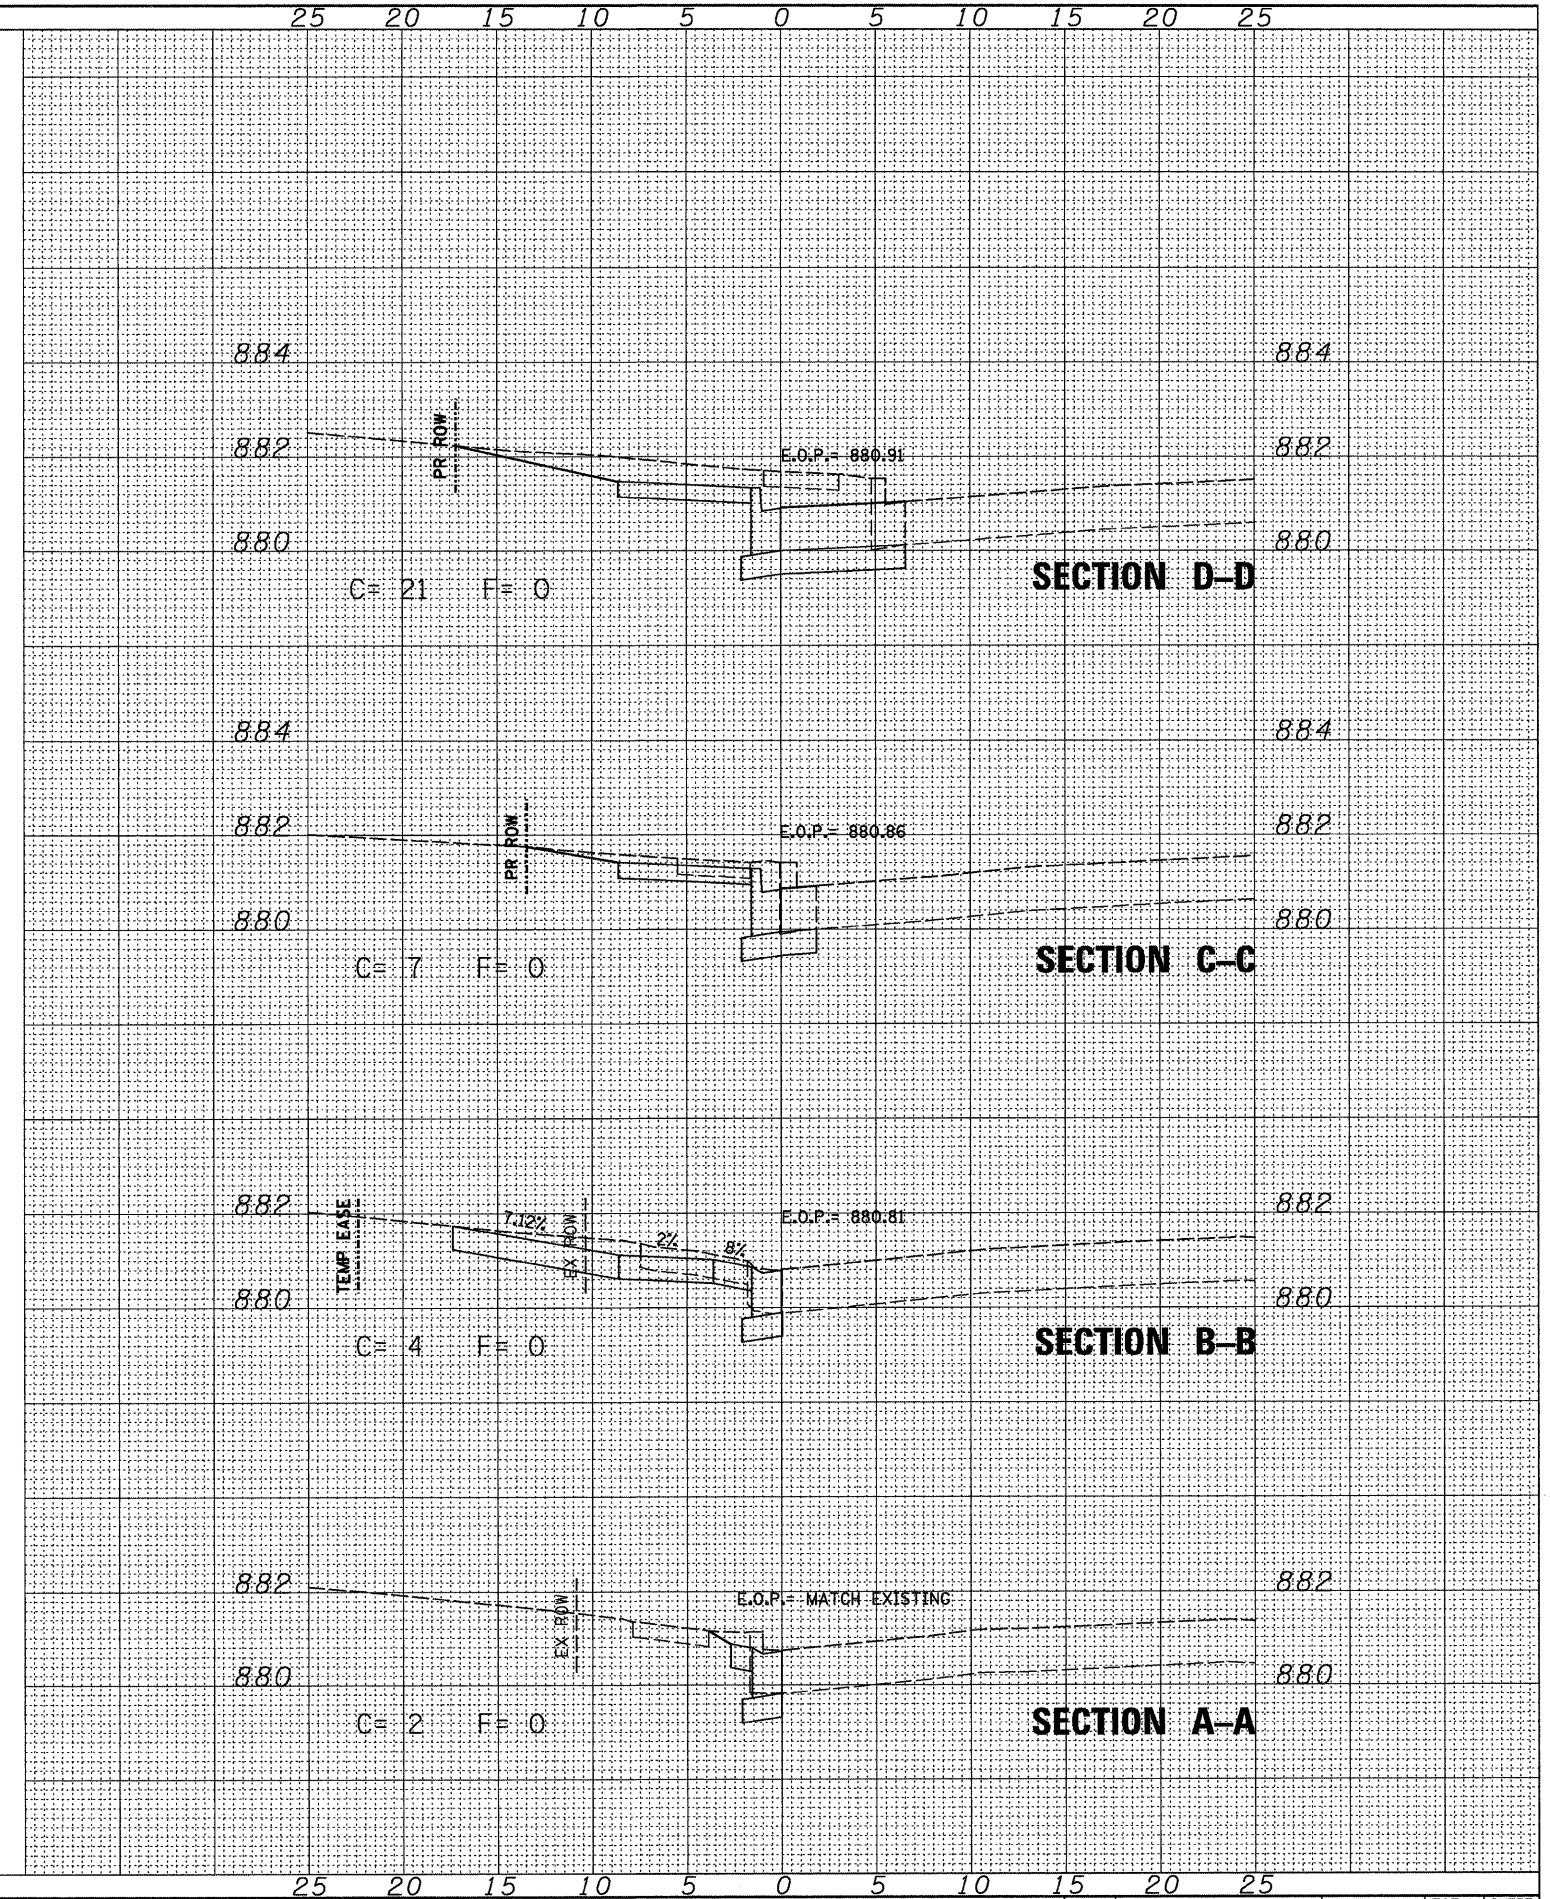 25 20 15 10 5 0 5 10 15 20 25
884 884
PR ROW
882 E.O.P.= 880.91 882
880 880
C= 21 F= 0 SECTION D-D
884 884
PR ROW
882 E.O.P.= 880.86 882
880 880
C= 7 F= 0 SECTION C-C
882 882
TEMP EASE 7.12% EX ROW 2% 8% E.O.P.= 880.81
880 880
C= 4 F= 0 SECTION B-B
882 882
EX ROW E.O.P.= MATCH EXISTING
880 880
C= 2 F= 0 SECTION A-A
25 20 15 10 5 0 5 10 15 20 25